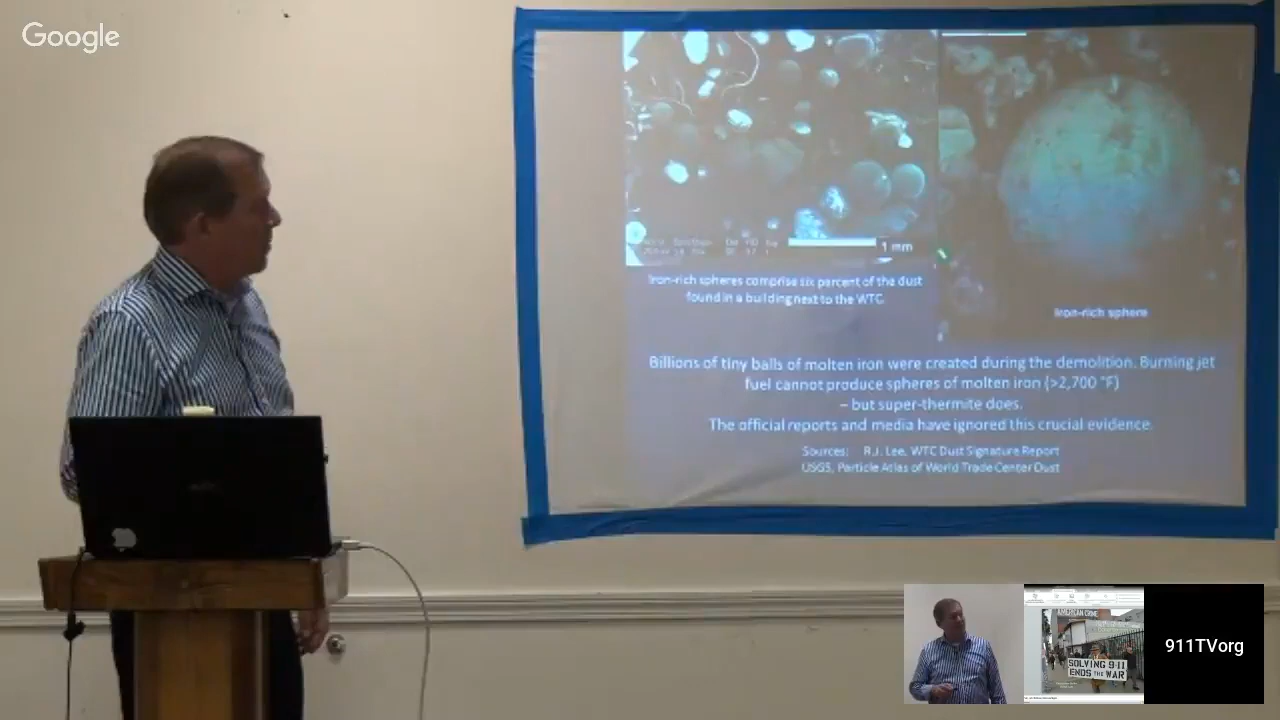 Google
1 mm
Iron-rich spheres comprise six percent of the dust
found in a building next to the WTC.
Iron-rich sphere
Billions of tiny balls of molten iron were created during the demolition. Burning jet
fuel cannot produce spheres of molten iron (>2,700 °F)
– but super-thermite does.
The official reports and media have ignored this crucial evidence.
Sources: R.J. Lee, WTC Dust Signature Report
USGS, Particle Atlas of World Trade Center Dust
AMERICAN CRIME
SOLVING 9-11
ENDS THE WAR
911TVorg